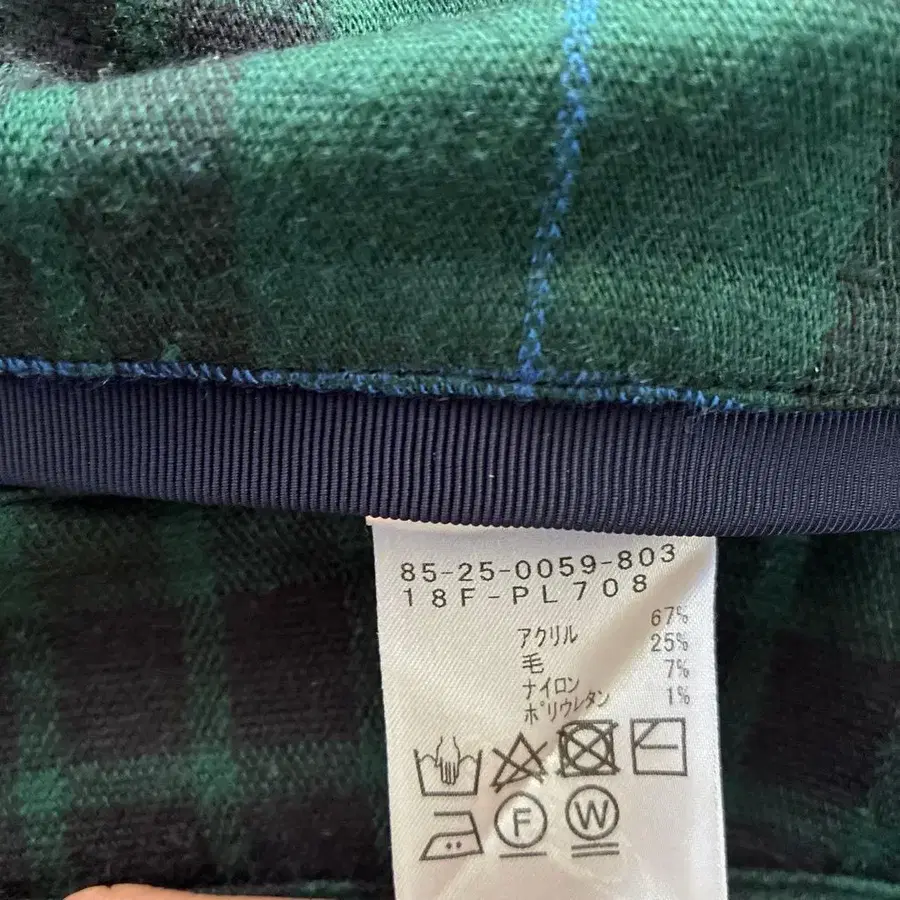 85-25-0059-803
18F-PL708
アクリル 67%
毛 25%
ナイロン 7%
ポリウレタン 1%
F W